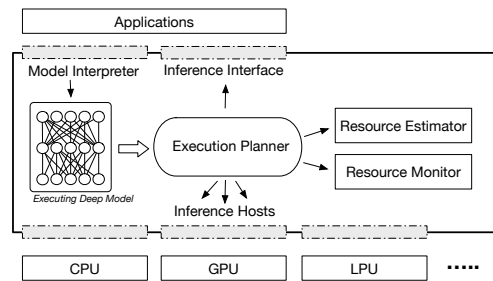 Applications
Model Interpreter
Inference Interface
Executing Deep Model
Execution Planner
Resource Estimator
Resource Monitor
Inference Hosts
CPU
GPU
LPU
.....